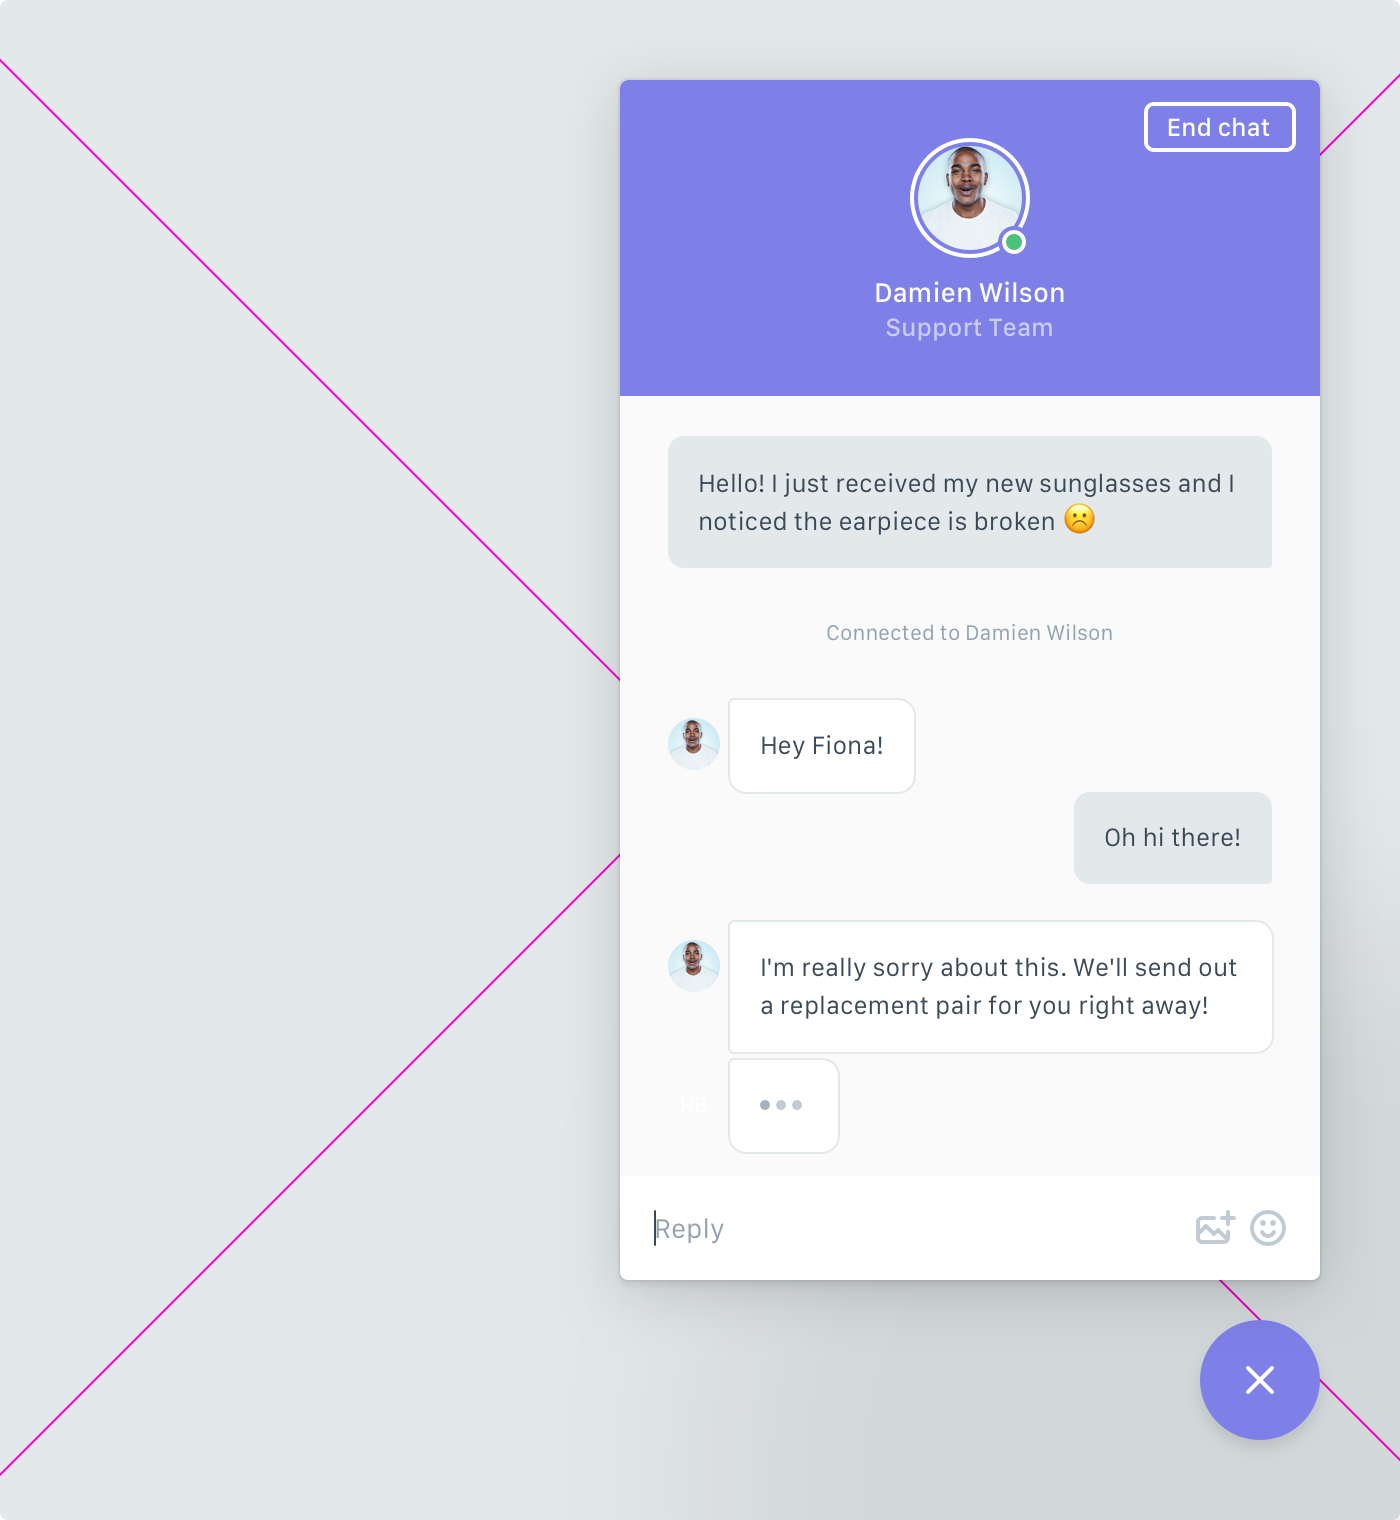 End chat
Damien Wilson
Support Team
Hello! I just received my new sunglasses and I
noticed the earpiece is broken ☹️
Connected to Damien Wilson
Hey Fiona!
Oh hi there!
I'm really sorry about this. We'll send out
a replacement pair for you right away!
HB
Reply